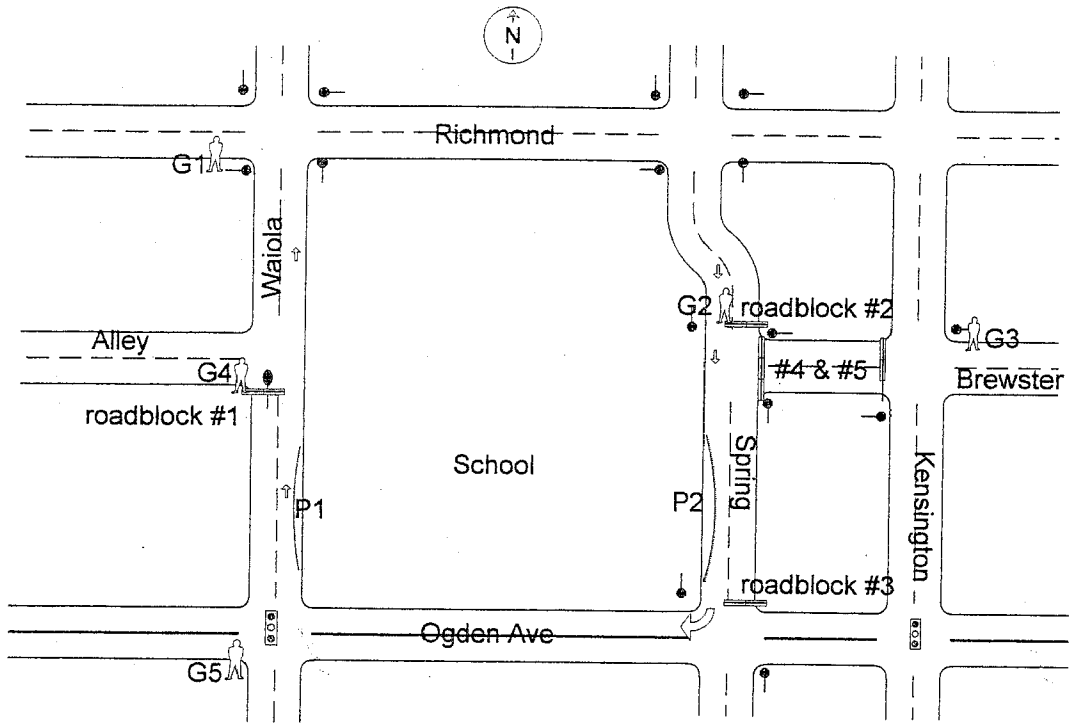 N
Richmond
G1
Waiola
G2
roadblock #2
Alley
G3
G4
#4 & #5
Brewster
roadblock #1
School
Spring
Kensington
P1
P2
roadblock #3
Ogden Ave
G5